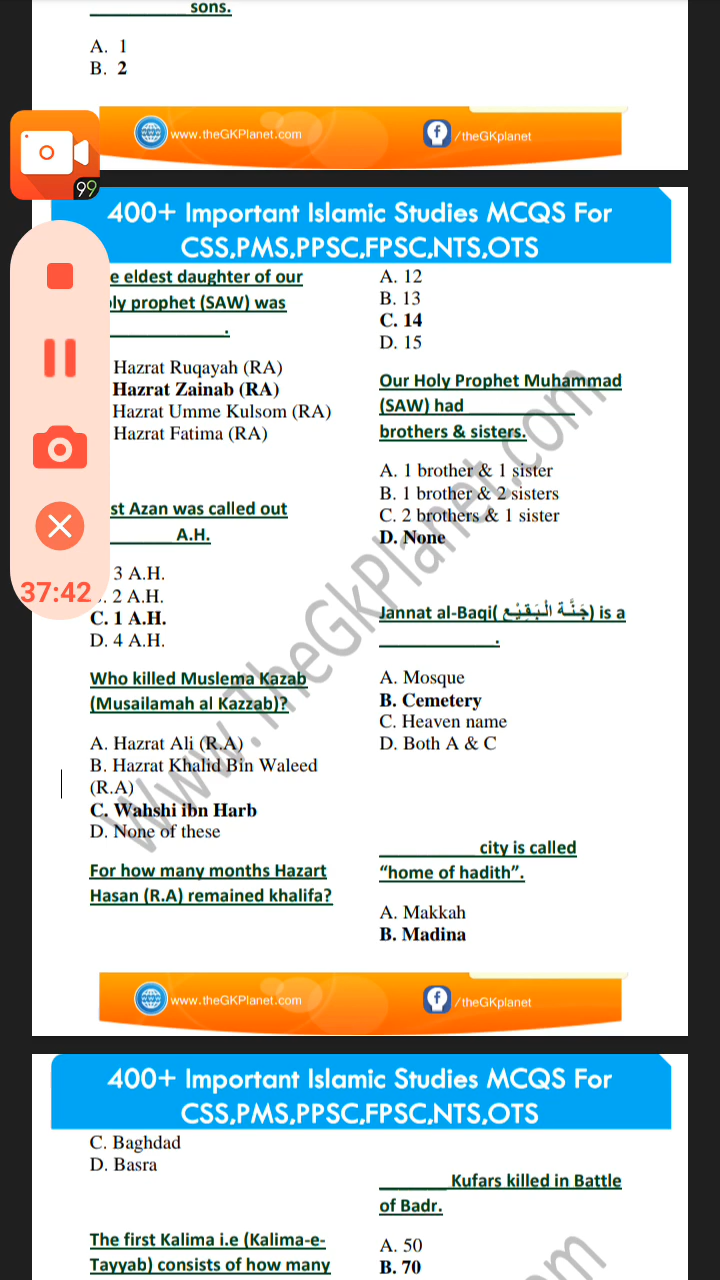 sons.
A. 1
B. 2
www.theGKPlanet.com
/theGKplanet
99
400+ Important Islamic Studies MCQS For
CSS,PMS,PPSC,FPSC,NTS,OTS
e eldest daughter of our
ly prophet (SAW) was
.
Hazrat Ruqayah (RA)
Hazrat Zainab (RA)
Hazrat Umme Kulsom (RA)
Hazrat Fatima (RA)
st Azan was called out
A.H.
3 A.H.
. 2 A.H.
37:42
C. 1 A.H.
D. 4 A.H.
Who killed Muslema Kazab
(Musailamah al Kazzab)?
A. Hazrat Ali (R.A)
B. Hazrat Khalid Bin Waleed
(R.A)
C. Wahshi ibn Harb
D. None of these
For how many months Hazart
Hasan (R.A) remained khalifa?
A. 12
B. 13
C. 14
D. 15
Our Holy Prophet Muhammad
(SAW) had ___________
brothers & sisters.
A. 1 brother & 1 sister
B. 1 brother & 2 sisters
C. 2 brothers & 1 sister
D. None
Jannat al-Baqi( جَنَّة الْبَقِيْع) is a
.
A. Mosque
B. Cemetery
C. Heaven name
D. Both A & C
____________ city is called
“home of hadith”.
A. Makkah
B. Madina
www.TheGkPlanet.com
www.theGKPlanet.com
/theGKplanet
400+ Important Islamic Studies MCQS For
CSS,PMS,PPSC,FPSC,NTS,OTS
C. Baghdad
D. Basra
The first Kalima i.e (Kalima-e-
Tayyab) consists of how many
_______ Kufars killed in Battle
of Badr.
A. 50
B. 70
om